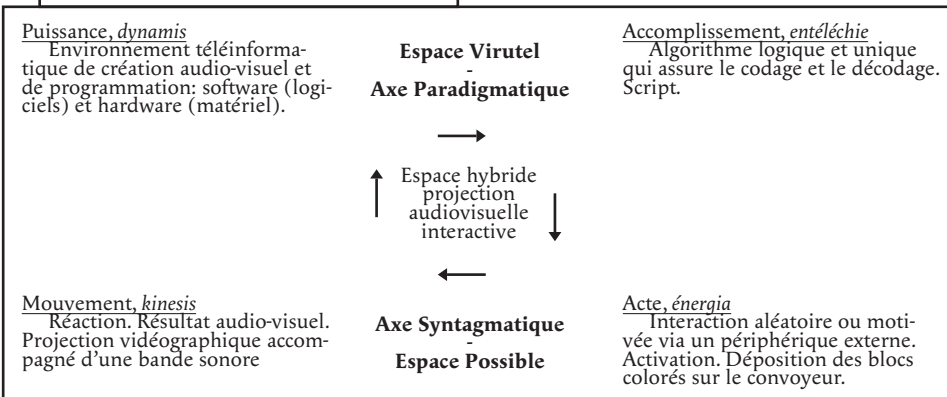 Puissance, dynamis
Environnement téléinforma-
tique de création audio-visuel et
de programmation: software (logi-
ciels) et hardware (matériel).
Espace Virutel
-
Axe Paradigmatique
Accomplissement, entéléchie
Algorithme logique et unique
qui assure le codage et le décodage.
Script.
Espace hybride
projection
audiovisuelle
interactive
Mouvement, kinesis
Réaction. Résultat audio-visuel.
Projection vidéographique accom-
pagné d'une bande sonore
Axe Syntagmatique
-
Espace Possible
Acte, énergia
Interaction aléatoire ou moti-
vée via un périphérique externe.
Activation. Déposition des blocs
colorés sur le convoyeur.